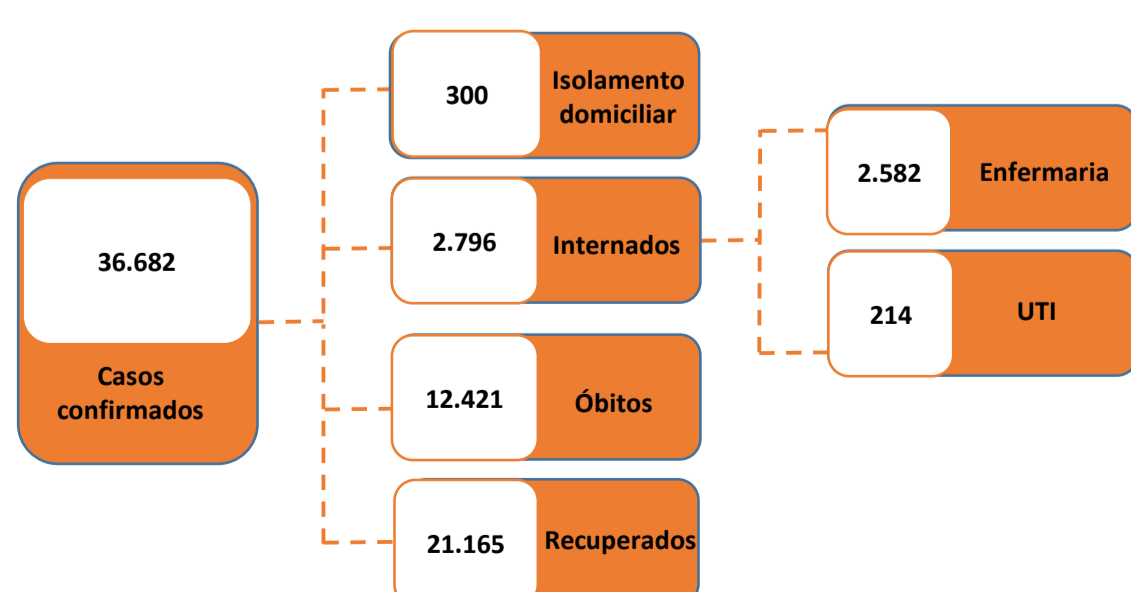 36.682
Casos
confirmados
300
Isolamento
domiciliar
2.796
Internados
12.421
Óbitos
21.165
Recuperados
2.582
Enfermaria
214
UTI